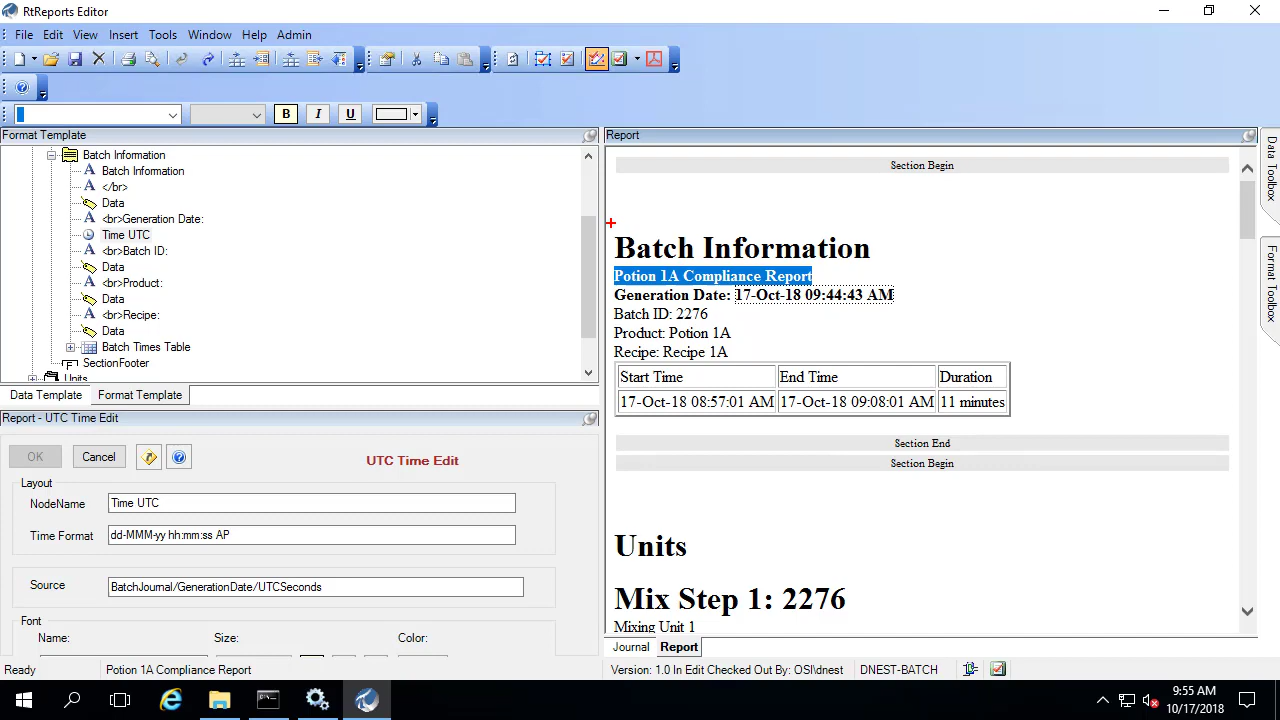 RtReports Editor
File Edit View Insert Tools Window Help Admin
B I U
Format Template
Batch Information
A Batch Information
A </br>
Data
A <br>Generation Date:
Time UTC
A <br>Batch ID:
Data
A <br>Product:
Data
A <br>Recipe:
Data
Batch Times Table
SectionFooter
Units
Data Template Format Template
Report - UTC Time Edit
OK Cancel UTC Time Edit
Layout
NodeName Time UTC
Time Format dd-MMM-yy hh:mm:ss AP
Source BatchJournal/GenerationDate/UTCSeconds
Font
Name: Size: Color:
Report
Section Begin
Batch Information
Potion 1A Compliance Report
Generation Date: 17-Oct-18 09:44:43 AM
Batch ID: 2276
Product: Potion 1A
Recipe: Recipe 1A
Start Time End Time Duration
17-Oct-18 08:57:01 AM 17-Oct-18 09:08:01 AM 11 minutes
Section End
Section Begin
Units
Mix Step 1: 2276
Mixing Unit 1
Journal Report
Data Toolbox
Format Toolbox
Ready Potion 1A Compliance Report Version: 1.0 In Edit Checked Out By: OSI\dnest DNEST-BATCH
9:55 AM
10/17/2018